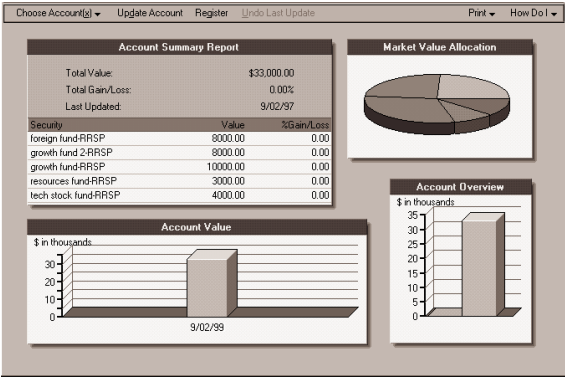 Choose Account(x) Update Account Register Undo Last Update Print How Do I
Account Summary Report
Total Value: $33,000.00
Total Gain/Loss: 0.00%
Last Updated: 9/02/97
Security Value %Gain/Loss
foreign fund-RRSP 8000.00 0.00
growth fund 2-RRSP 8000.00 0.00
growth fund-RRSP 10000.00 0.00
resources fund-RRSP 3000.00 0.00
tech stock fund-RRSP 4000.00 0.00
Market Value Allocation
Account Value
$ in thousands
30
20
10
0
9/02/99
Account Overview
$ in thousands
35
30
25
20
15
10
5
0